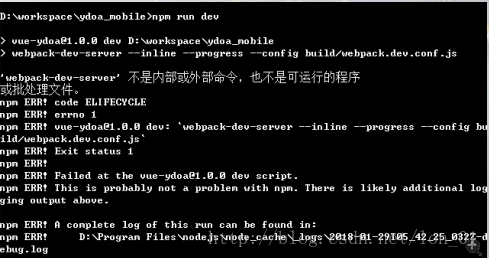 D:\workspace\ydoa_mobile>npm run dev
> vue-ydoa@1.0.0 dev D:\workspace\ydoa_mobile
> webpack-dev-server --inline --progress --config build/webpack.dev.conf.js
'webpack-dev-server' 不是内部或外部命令，也不是可运行的程序
或批处理文件。
npm ERR! code ELIFECYCLE
npm ERR! errno 1
npm ERR! vue-ydoa@1.0.0 dev: `webpack-dev-server --inline --progress --config bu
ild/webpack.dev.conf.js`
npm ERR! Exit status 1
npm ERR!
npm ERR! Failed at the vue-ydoa@1.0.0 dev script.
npm ERR! This is probably not a problem with npm. There is likely additional log
ging output above.
npm ERR! A complete log of this run can be found in:
npm ERR!     D:\Program Files\nodejs\node_cache\_logs\2018-01-29T05_42_25_032Z-d
ebug.log